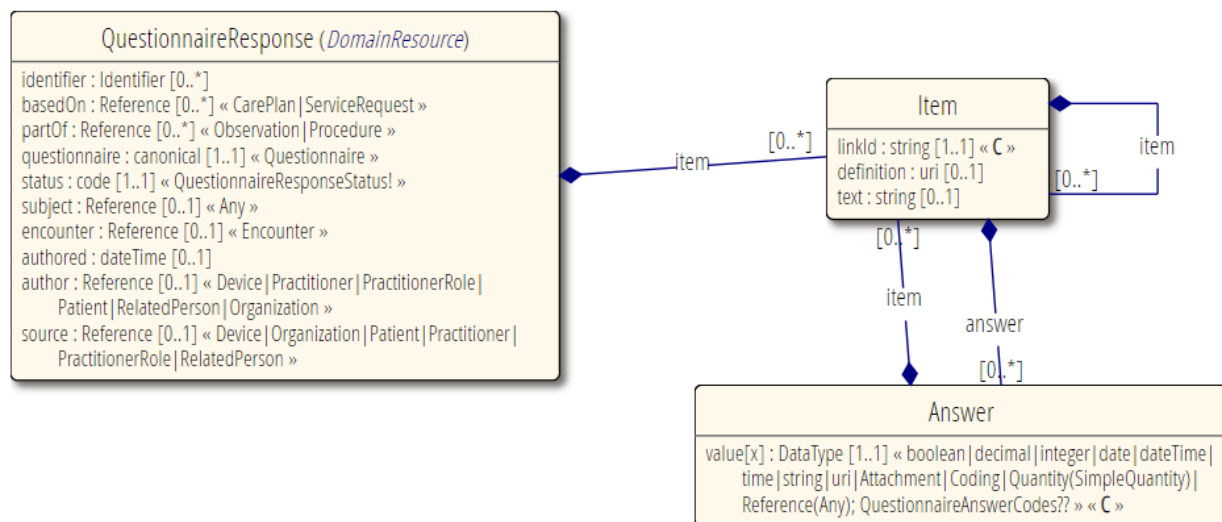 QuestionnaireResponse (DomainResource)
identifier : Identifier [0..*]
basedOn : Reference [0..*] « CarePlan|ServiceRequest »
partOf : Reference [0..*] « Observation|Procedure »
questionnaire : canonical [1..1] « Questionnaire »
status : code [1..1] « QuestionnaireResponseStatus! »
subject : Reference [0..1] « Any »
encounter : Reference [0..1] « Encounter »
authored : dateTime [0..1]
author : Reference [0..1] « Device|Practitioner|PractitionerRole|
Patient|RelatedPerson|Organization »
source : Reference [0..1] « Device|Organization|Patient|Practitioner|
PractitionerRole|RelatedPerson »
item
[0..*]
Item
linkId : string [1..1] « C »
definition : uri [0..1]
text : string [0..1]
item
[0..*]
[0..*]
item
answer
[0..*]
Answer
value[x] : DataType [1..1] « boolean|decimal|integer|date|dateTime|
time|string|uri|Attachment|Coding|Quantity(SimpleQuantity)|
Reference(Any); QuestionnaireAnswerCodes?? » « C »